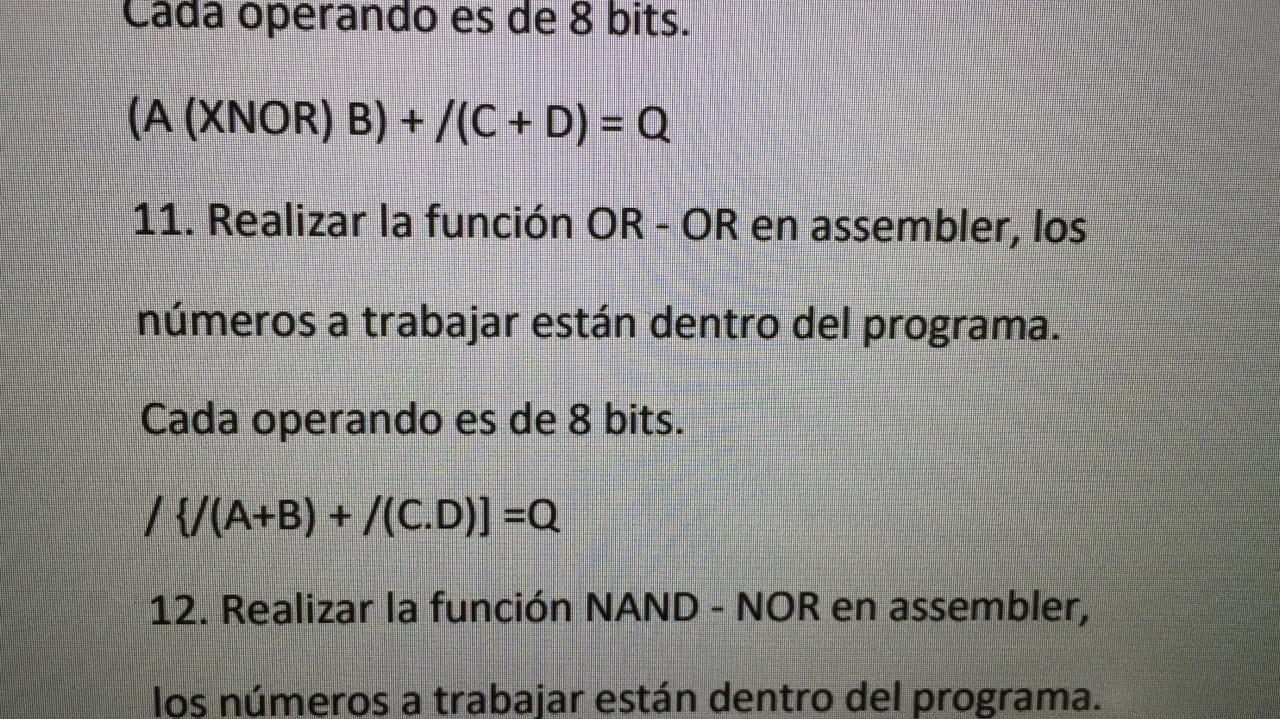 Cada operando es de 8 bits.
(A (XNOR) B) + /(C + D) = Q
11. Realizar la función OR - OR en assembler, los
números a trabajar están dentro del programa.
Cada operando es de 8 bits.
/ {/(A+B) + /(C.D)] =Q
12. Realizar la función NAND - NOR en assembler,
los números a trabajar están dentro del programa.